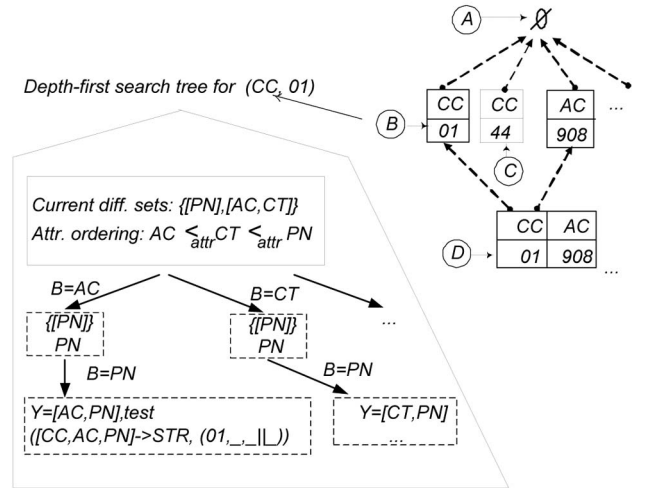 A
Ø
Depth-first search tree for (CC, 01)
CC
CC
AC
...
B
01
44
908
C
Current diff. sets: {[PN],[AC,CT]}
Attr. ordering: AC <attr CT <attr PN
CC
AC
D
01
908
...
B=AC
B=CT
{[PN]}
PN
{[PN]}
PN
...
B=PN
B=PN
Y=[AC,PN],test
([CC,AC,PN]->STR, (01,_,_||_))
Y=[CT,PN]
...